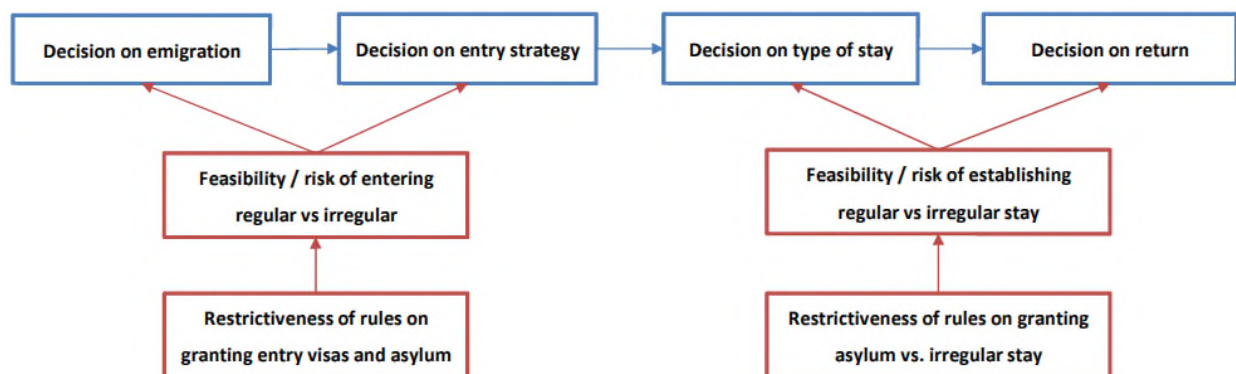 Decision on emigration
Decision on entry strategy
Decision on type of stay
Decision on return
Feasibility / risk of entering
regular vs irregular
Feasibility / risk of establishing
regular vs irregular stay
Restrictiveness of rules on
granting entry visas and asylum
Restrictiveness of rules on granting
asylum vs. irregular stay